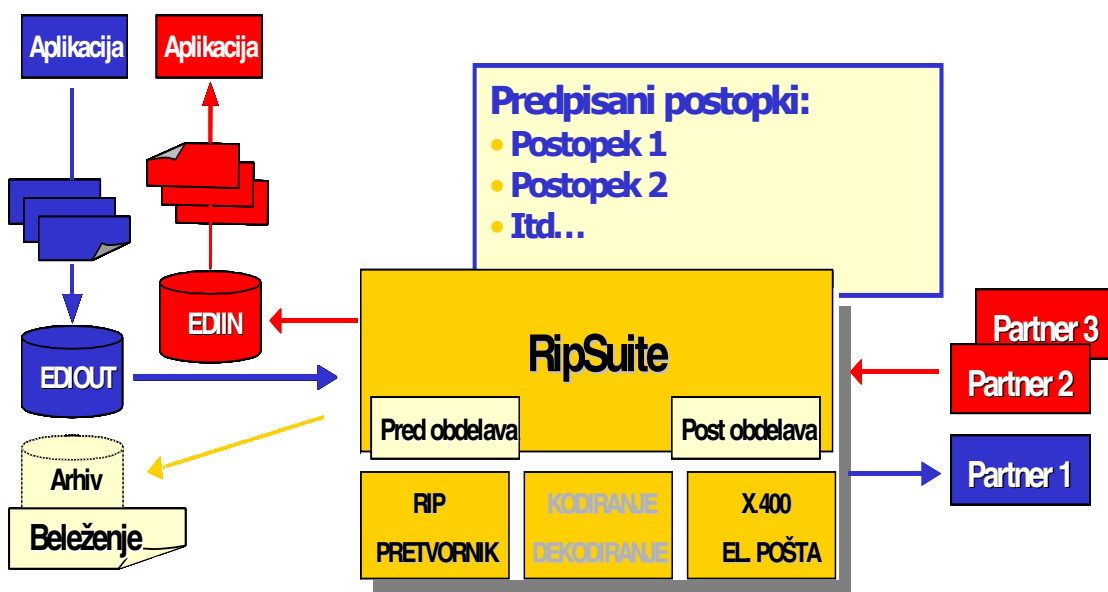 Aplikacija
Aplikacija
Predpisani postopki:
• Postopek 1
• Postopek 2
• Itd...
EDIIN
EDIOUT
RipSuite
Partner 3
Partner 2
Partner 1
Pred obdelava
Post obdelava
Arhiv
Beleženje
RIP
PRETVORNIK
KODIRANJE
DEKODIRANJE
X.400
EL. POŠTA